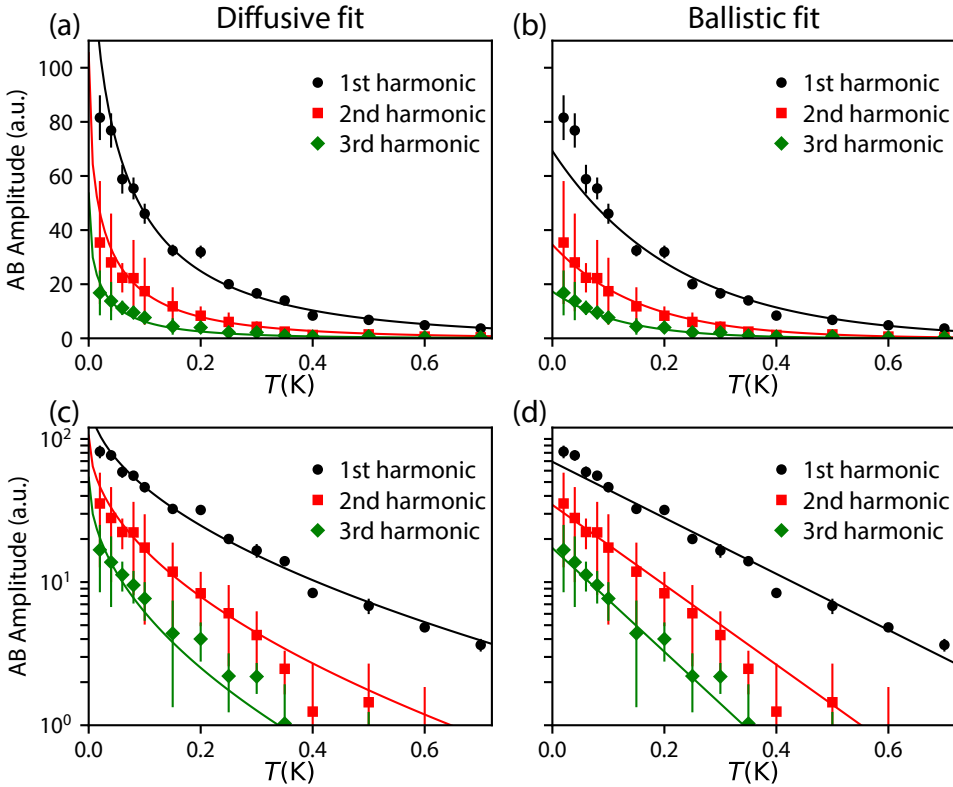 Diffusive fit
Ballistic fit
(a)
AB Amplitude (a.u.)
100
80
60
40
20
0
1st harmonic
2nd harmonic
3rd harmonic
0.0 0.2 0.4 0.6
T(K)
(b)
1st harmonic
2nd harmonic
3rd harmonic
0.0 0.2 0.4 0.6
T(K)
(c)
AB Amplitude (a.u.)
10²
10¹
10⁰
1st harmonic
2nd harmonic
3rd harmonic
0.0 0.2 0.4 0.6
T(K)
(d)
1st harmonic
2nd harmonic
3rd harmonic
0.0 0.2 0.4 0.6
T(K)